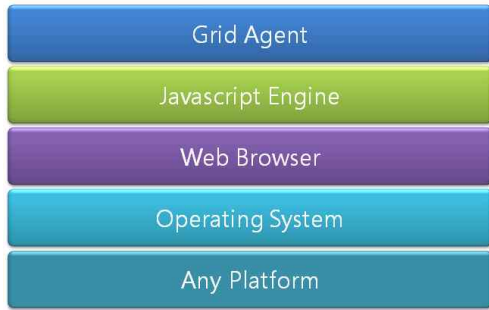 Grid Agent
Javascript Engine
Web Browser
Operating System
Any Platform